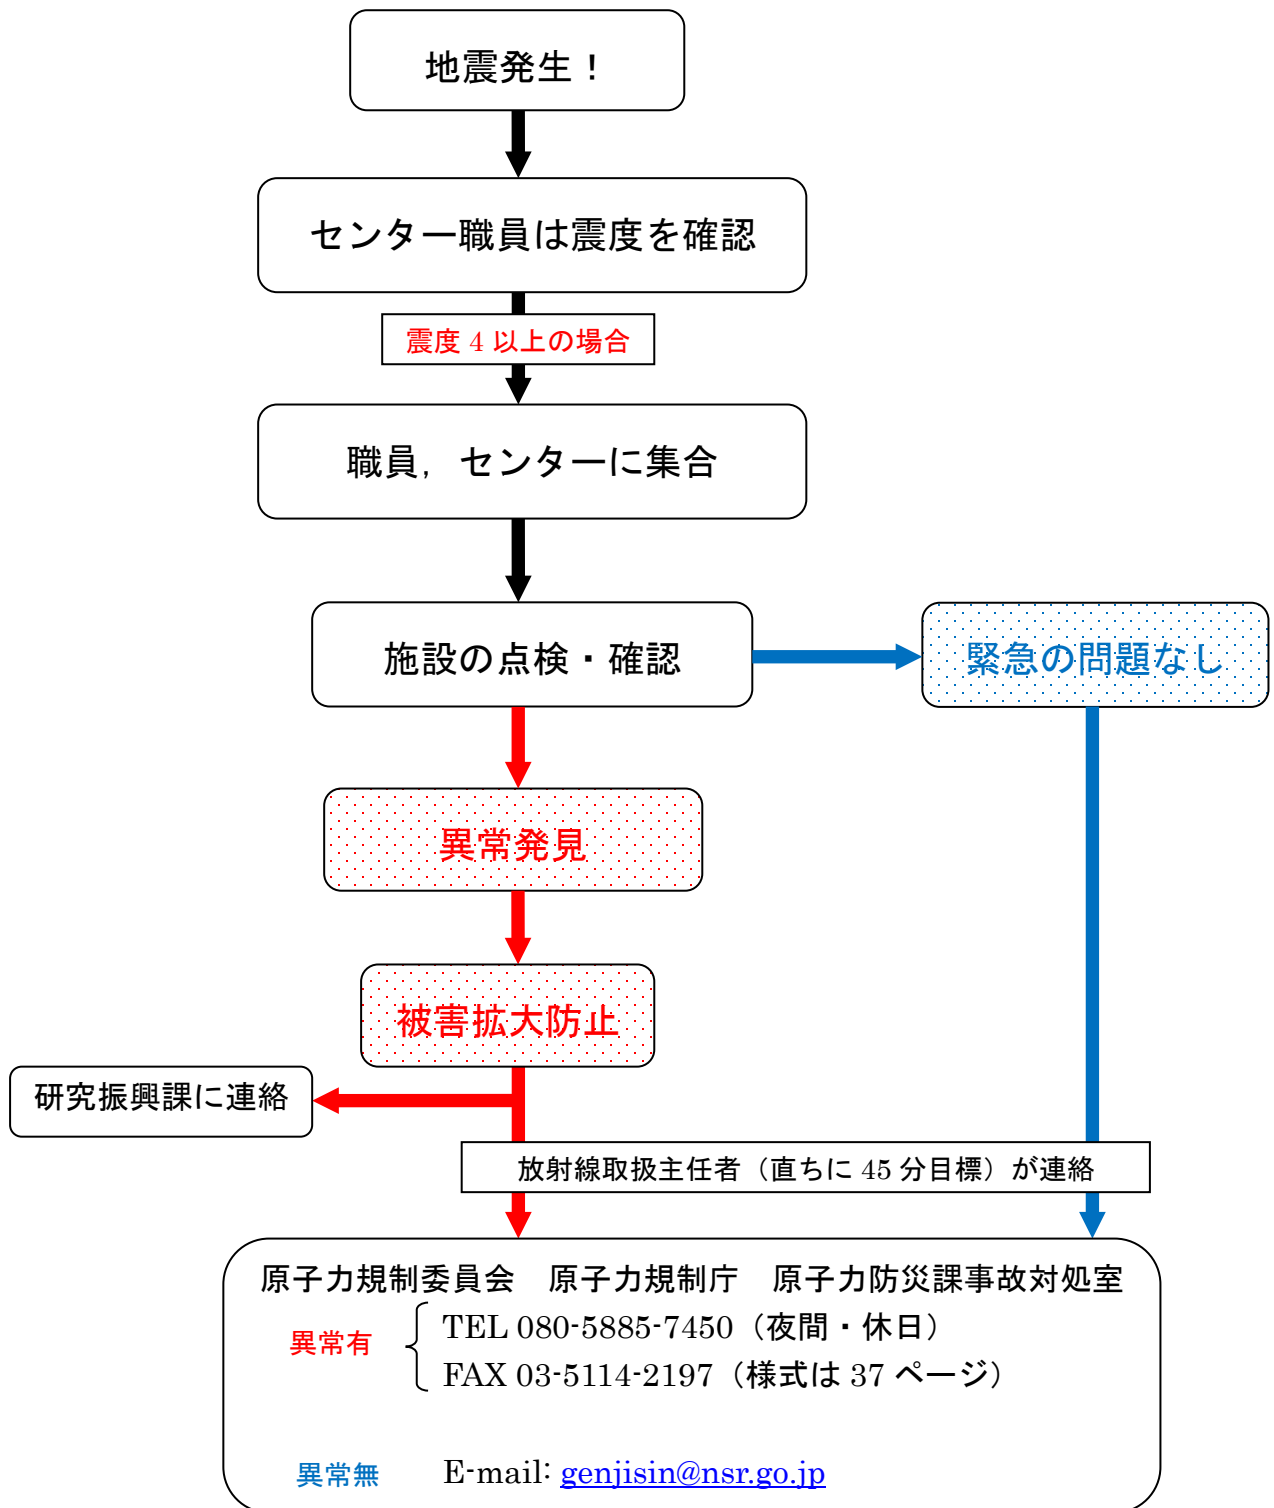 地震発生！
センター職員は震度を確認
震度 4 以上の場合
職員，センターに集合
施設の点検・確認
緊急の問題なし
異常発見
被害拡大防止
研究振興課に連絡
放射線取扱主任者（直ちに 45 分目標）が連絡
原子力規制委員会　原子力規制庁　原子力防災課事故対処室
異常有
TEL 080-5885-7450（夜間・休日）
FAX 03-5114-2197（様式は 37 ページ）
異常無
E-mail: genjisin@nsr.go.jp